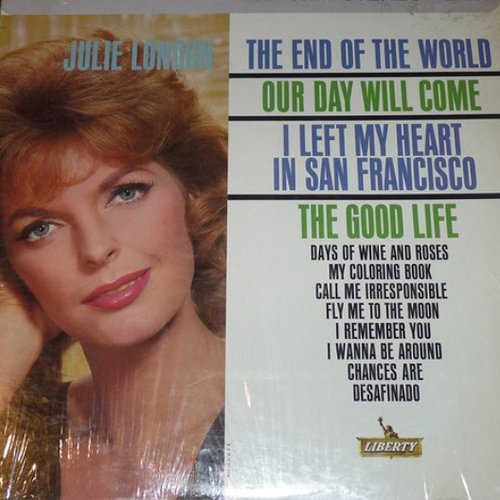 JULIE LONDON
THE END OF THE WORLD
OUR DAY WILL COME
I LEFT MY HEART
IN SAN FRANCISCO
THE GOOD LIFE
DAYS OF WINE AND ROSES
MY COLORING BOOK
CALL ME IRRESPONSIBLE
FLY ME TO THE MOON
I REMEMBER YOU
I WANNA BE AROUND
CHANCES ARE
DESAFINADO
LIBERTY